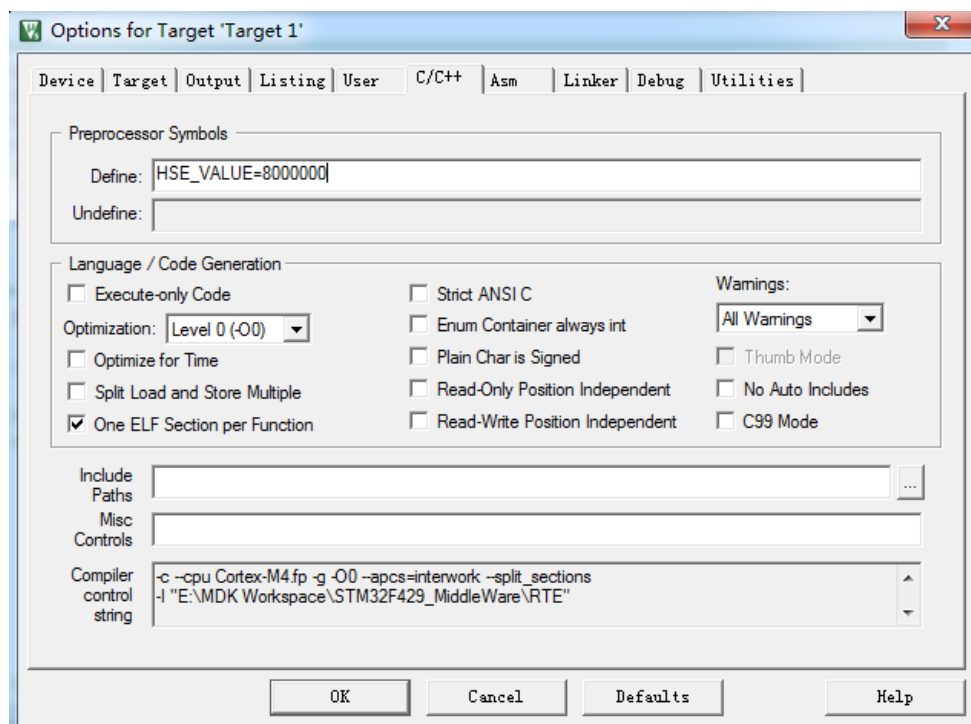 Options for Target 'Target 1'
Device Target Output Listing User C/C++ Asm Linker Debug Utilities
Preprocessor Symbols
Define: HSE_VALUE=8000000
Undefine:
Language / Code Generation
Execute-only Code
Optimization: Level 0 (-O0)
Optimize for Time
Split Load and Store Multiple
One ELF Section per Function
Strict ANSI C
Enum Container always int
Plain Char is Signed
Read-Only Position Independent
Read-Write Position Independent
Warnings:
All Warnings
Thumb Mode
No Auto Includes
C99 Mode
Include
Paths
...
Misc
Controls
Compiler
control
string
-c --cpu Cortex-M4.fp -g -O0 --apcs=interwork --split_sections
-I "E:\MDK Workspace\STM32F429_MiddleWare\RTE"
OK Cancel Defaults Help